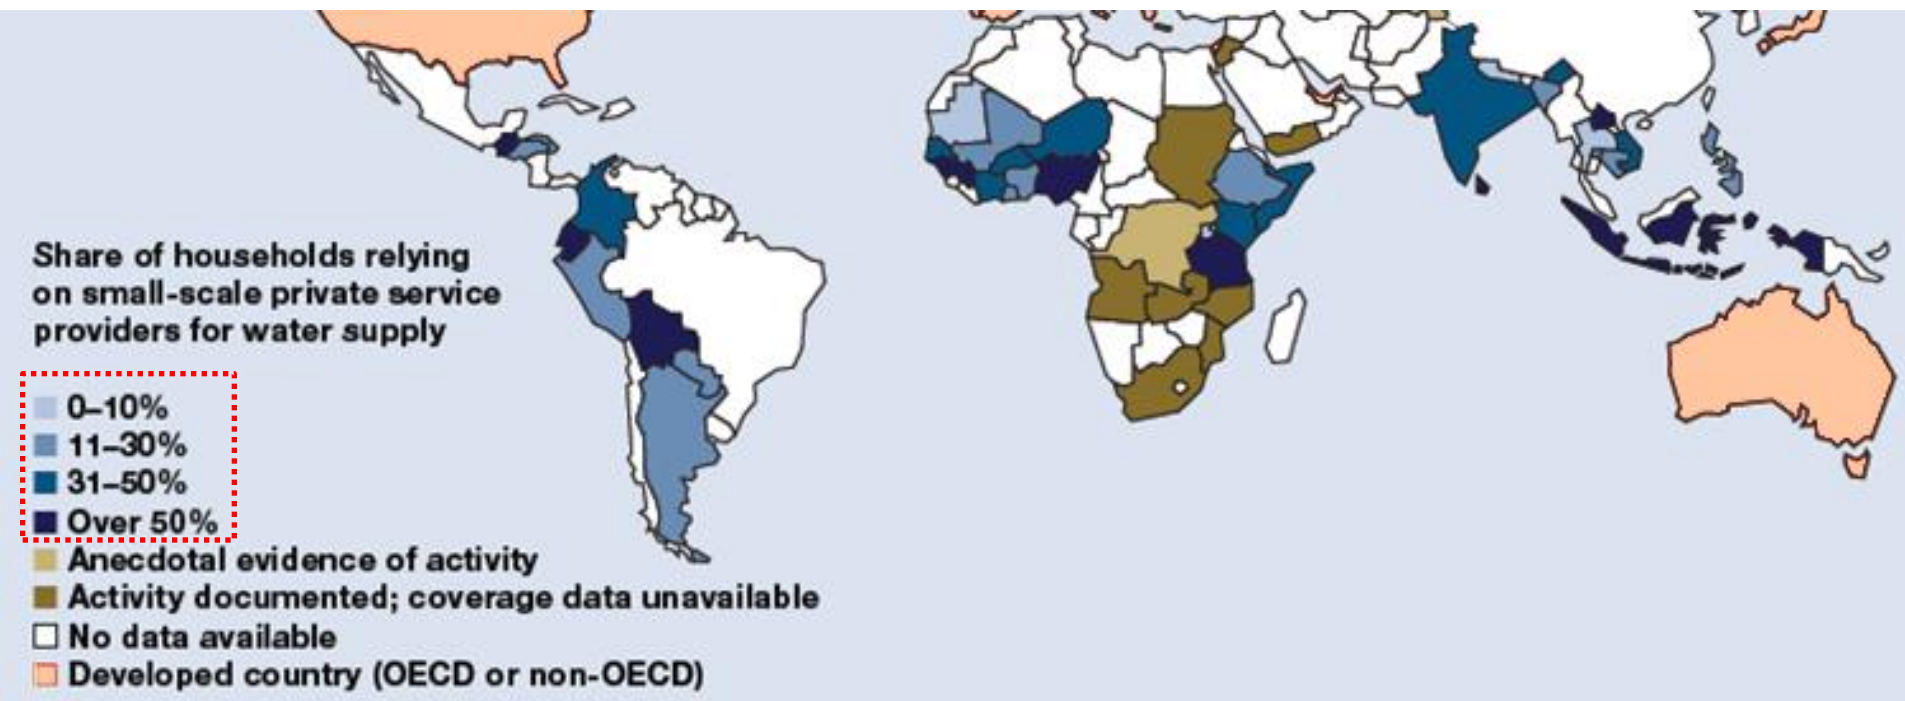 Share of households relying
on small-scale private service
providers for water supply
0–10%
11–30%
31–50%
Over 50%
Anecdotal evidence of activity
Activity documented; coverage data unavailable
No data available
Developed country (OECD or non-OECD)